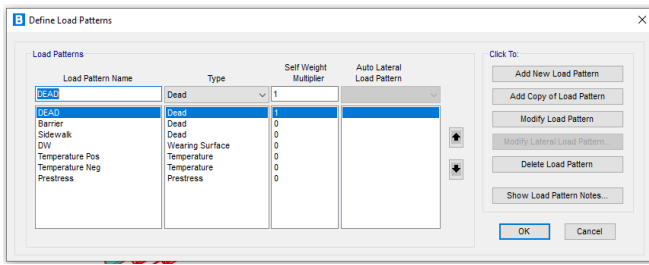 B Define Load Patterns
Load Patterns
Load Pattern Name Type Self Weight Multiplier Auto Lateral Load Pattern
DEAD Dead 1
DEAD Dead 1
Barrier Dead 0
Sidewalk Dead 0
DW Wearing Surface 0
Temperature Pos Temperature 0
Temperature Neg Temperature 0
Prestress Prestress 0
Click To:
Add New Load Pattern
Add Copy of Load Pattern
Modify Load Pattern
Modify Lateral Load Pattern...
Delete Load Pattern
Show Load Pattern Notes...
OK Cancel